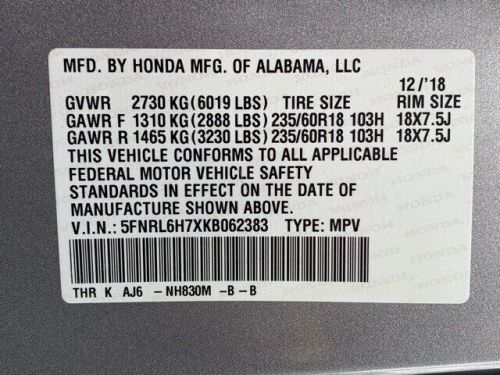 MFD. BY HONDA MFG. OF ALABAMA, LLC
12/'18
GVWR 2730 KG (6019 LBS) TIRE SIZE RIM SIZE
GAWR F 1310 KG (2888 LBS) 235/60R18 103H 18X7.5J
GAWR R 1465 KG (3230 LBS) 235/60R18 103H 18X7.5J
THIS VEHICLE CONFORMS TO ALL APPLICABLE
FEDERAL MOTOR VEHICLE SAFETY
STANDARDS IN EFFECT ON THE DATE OF
MANUFACTURE SHOWN ABOVE.
V.I.N.: 5FNRL6H7XKB062383 TYPE: MPV
THR K AJ6 -NH830M -B-B